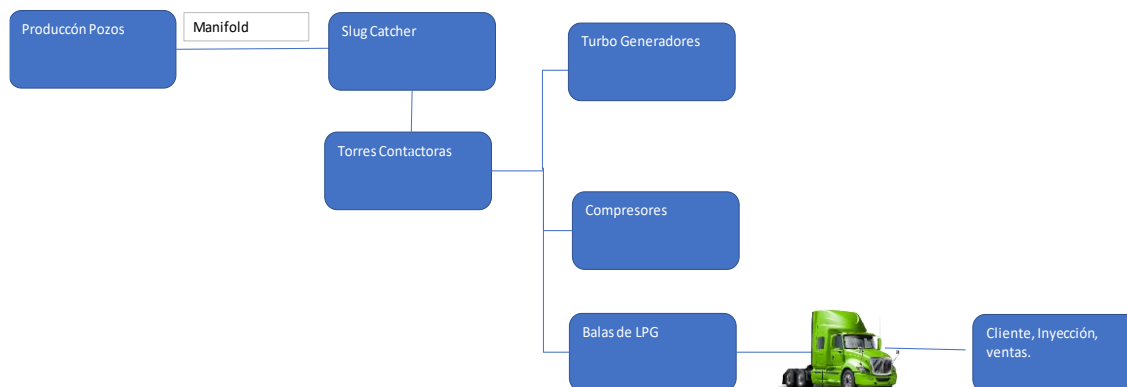 Produccón Pozos
Manifold
Slug Catcher
Turbo Generadores
Torres Contactoras
Compresores
Balas de LPG
Cliente, Inyección,
ventas.